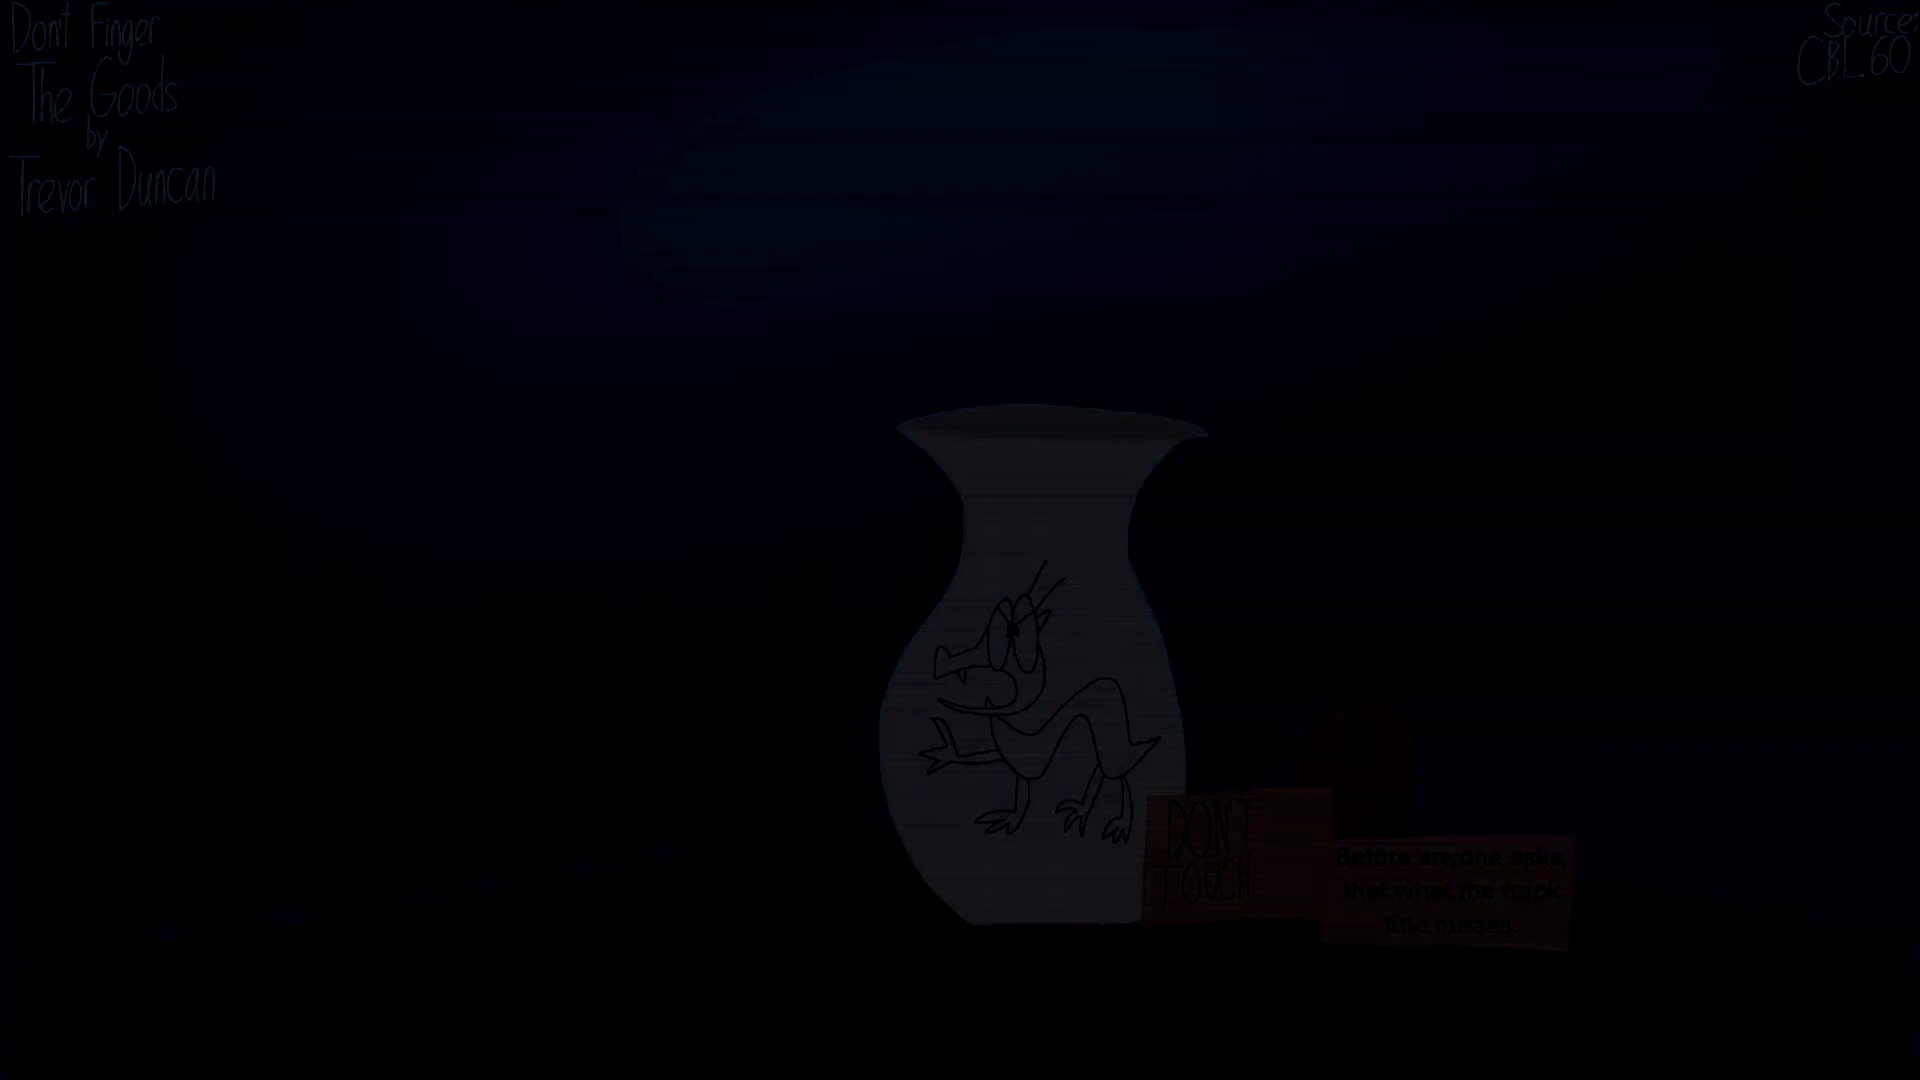 Don't Finger
The Goods
by
Trevor Duncan
Source:
CBL.60
DON'T
TOUCH
Before anyone asks,
that what the track
title means.